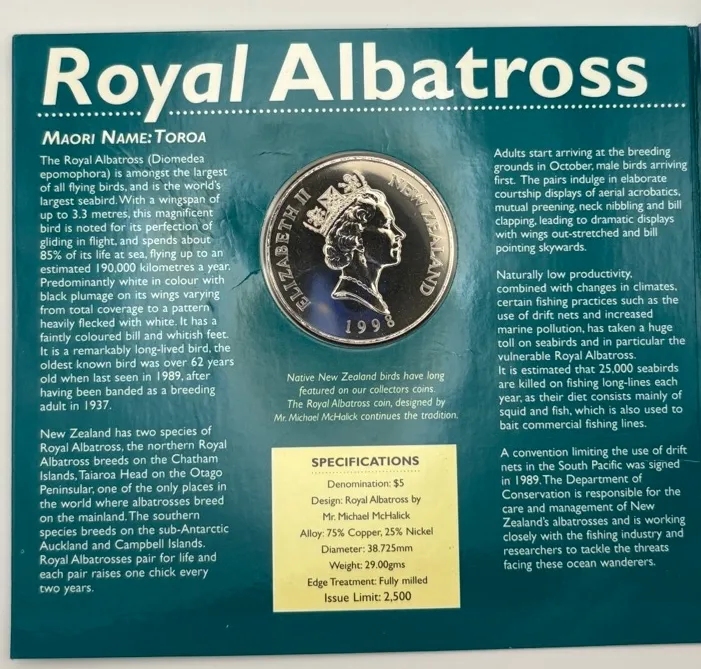 Royal Albatross
MAORI NAME: TOROA
The Royal Albatross (Diomedea
epomophora) is amongst the largest
of all flying birds, and is the world's
largest seabird. With a wingspan of
up to 3.3 metres, this magnificent
bird is noted for its perfection of
gliding in flight, and spends about
85% of its life at sea, flying up to an
estimated 190,000 kilometres a year.
Predominantly white in colour with
black plumage on its wings varying
from total coverage to a pattern
heavily flecked with white. It has a
faintly coloured bill and whitish feet.
It is a remarkably long-lived bird, the
oldest known bird was over 62 years
old when last seen in 1989, after
having been banded as a breeding
adult in 1937.
New Zealand has two species of
Royal Albatross, the northern Royal
Albatross breeds on the Chatham
Islands, Taiaroa Head on the Otago
Peninsular, one of the only places in
the world where albatrosses breed
on the mainland. The southern
species breeds on the sub-Antarctic
Auckland and Campbell Islands.
Royal Albatrosses pair for life and
each pair raises one chick every
two years.
ELIZABETH II
NEW ZEALAND
1998
Native New Zealand birds have long
featured on our collectors coins.
The Royal Albatross coin, designed by
Mr. Michael McHalick continues the tradition.
SPECIFICATIONS
Denomination: $5
Design: Royal Albatross by
Mr. Michael McHalick
Alloy: 75% Copper, 25% Nickel
Diameter: 38.725mm
Weight: 29.00gms
Edge Treatment: Fully milled
Issue Limit: 2,500
Adults start arriving at the breeding
grounds in October, male birds arriving
first. The pairs indulge in elaborate
courtship displays of aerial acrobatics,
mutual preening, neck nibbling and bill
clapping, leading to dramatic displays
with wings out-stretched and bill
pointing skywards.
Naturally low productivity,
combined with changes in climates,
certain fishing practices such as the
use of drift nets and increased
marine pollution, has taken a huge
toll on seabirds and in particular the
vulnerable Royal Albatross.
It is estimated that 25,000 seabirds
are killed on fishing long-lines each
year, as their diet consists mainly of
squid and fish, which is also used to
bait commercial fishing lines.
A convention limiting the use of drift
nets in the South Pacific was signed
in 1989. The Department of
Conservation is responsible for the
care and management of New
Zealand's albatrosses and is working
closely with the fishing industry and
researchers to tackle the threats
facing these ocean wanderers.